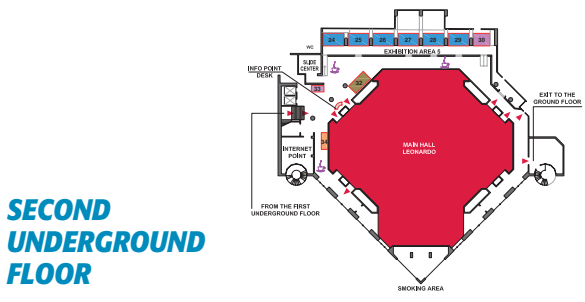 24 25 26 27 28 29 30
EXHIBITION AREA 5
WC
SLIDE
CENTER
INFO POINT
DESK
32
33
EXIT TO THE
GROUND FLOOR
MAIN HALL
LEONARDO
34
INTERNET
POINT
FROM THE FIRST
UNDERGROUND FLOOR
SECOND
UNDERGROUND
FLOOR
SMOKING AREA